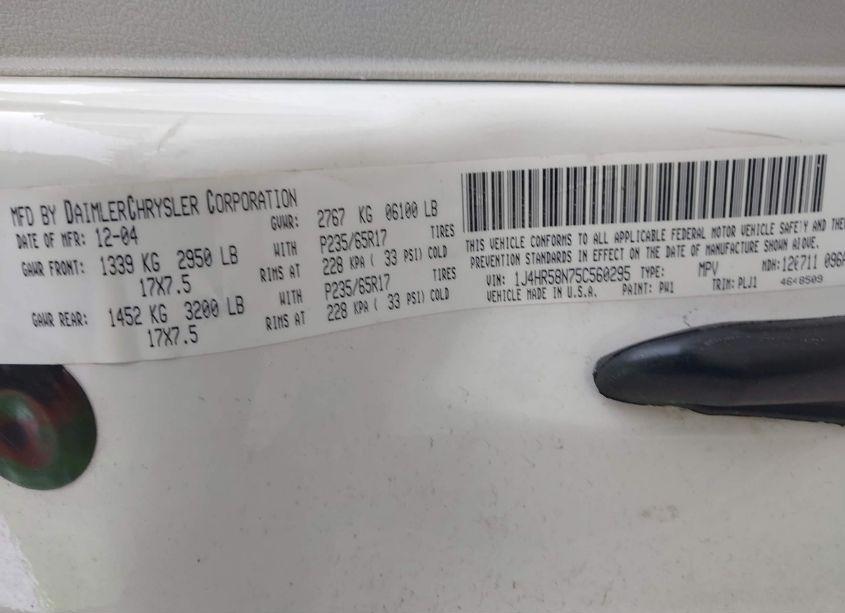 MFD BY DAIMLERCHRYSLER CORPORATION
DATE OF MFR: 12-04 GVWR: 2767 KG 06100 LB
GAWR FRONT: 1339 KG 2950 LB WITH P235/65R17 TIRES
17X7.5 RIMS AT 228 KPA ( 33 PSI) COLD
GAWR REAR: 1452 KG 3200 LB WITH P235/65R17 TIRES
17X7.5 RIMS AT 228 KPA ( 33 PSI) COLD
THIS VEHICLE CONFORMS TO ALL APPLICABLE FEDERAL MOTOR VEHICLE SAFETY AND
PREVENTION STANDARDS IN EFFECT ON THE DATE OF MANUFACTURE SHOWN ABOVE.
VIN: 1J4HR58N75C560295 TYPE: MPV MDH:
VEHICLE MADE IN U.S.A. PAINT: PW1 TRIM: PLJ1